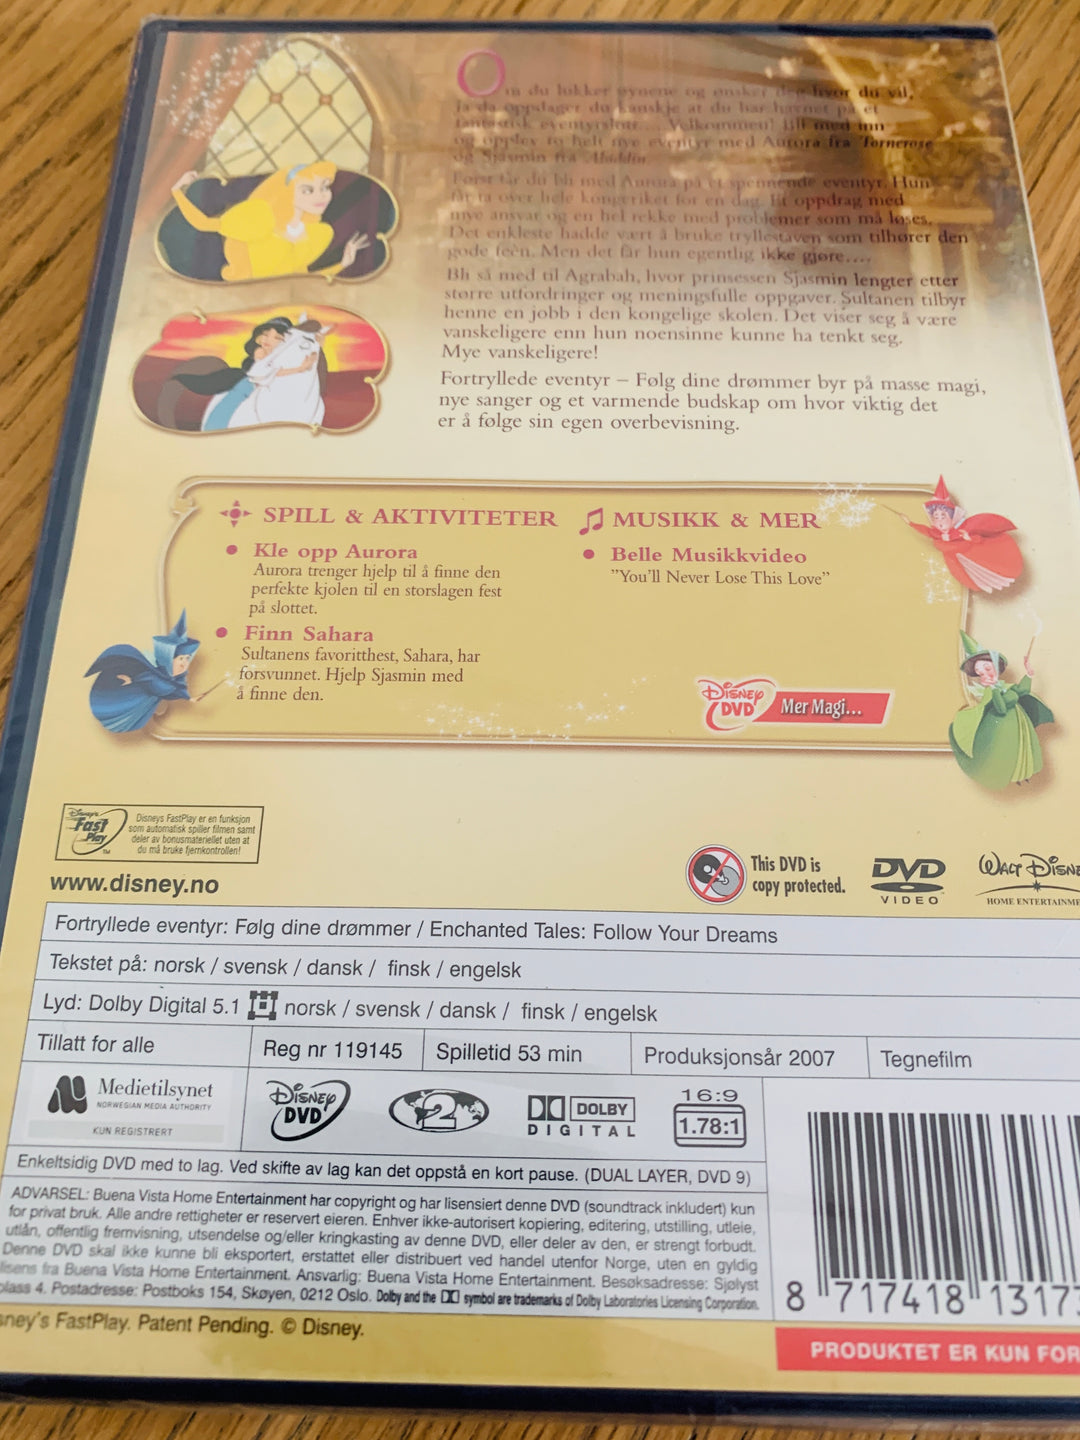 Om du lukker øynene og ønsker deg hvor du vil,
ja da oppdager du kanskje at du har havnet på et
fantastisk eventyrslott.... Velkommen! Bli med inn
og opplev to helt nye eventyr med Aurora fra Tornerose
og Sjasmin fra Aladdin.
Først får du bli med Aurora på et spennende eventyr. Hun
får ta over hele kongeriket for en dag. Et oppdrag med
mye ansvar og en hel rekke med problemer som må løses.
Det enkleste hadde vært å bruke tryllestaven som tilhører den
gode feèn. Men det får hun egentlig ikke gjøre....
Bli så med til Agrabah, hvor prinsessen Sjasmin lengter etter
større utfordringer og meningsfulle oppgaver. Sultanen tilbyr
henne en jobb i den kongelige skolen. Det viser seg å være
vanskeligere enn hun noensinne kunne ha tenkt seg.
Mye vanskeligere!
Fortryllede eventyr – Følg dine drømmer byr på masse magi,
nye sanger og et varmende budskap om hvor viktig det
er å følge sin egen overbevisning.
SPILL & AKTIVITETER
Kle opp Aurora
Aurora trenger hjelp til å finne den
perfekte kjolen til en storslagen fest
på slottet.
Finn Sahara
Sultanens favoritthest, Sahara, har
forsvunnet. Hjelp Sjasmin med
å finne den.
MUSIKK & MER
Belle Musikkvideo
"You'll Never Lose This Love"
Disney DVD Mer Magi...
Disney's Fast Play TM
Disneys FastPlay er en funksjon
som automatisk spiller filmen samt
deler av bonusmateriellet uten at
du må bruke fjernkontrollen!
www.disney.no
This DVD is
copy protected.
DVD
VIDEO
Walt Disne
HOME ENTERTAINME
Fortryllede eventyr: Følg dine drømmer / Enchanted Tales: Follow Your Dreams
Tekstet på: norsk / svensk / dansk / finsk / engelsk
Lyd: Dolby Digital 5.1 norsk / svensk / dansk / finsk / engelsk
Tillatt for alle
Reg nr 119145
Spilletid 53 min
Produksjonsår 2007
Tegnefilm
Medietilsynet
NORWEGIAN MEDIA AUTHORITY
KUN REGISTRERT
Disney DVD
2
DOLBY
DIGITAL
16:9
1.78:1
Enkeltsidig DVD med to lag. Ved skifte av lag kan det oppstå en kort pause. (DUAL LAYER, DVD 9)
ADVARSEL: Buena Vista Home Entertainment har copyright og har lisensiert denne DVD (soundtrack inkludert) kun
for privat bruk. Alle andre rettigheter er reservert eieren. Enhver ikke-autorisert kopiering, editering, utstilling, utleie,
utlån, offentlig fremvisning, utsendelse og/eller kringkasting av denne DVD, eller deler av den, er strengt forbudt.
Denne DVD skal ikke kunne bli eksportert, erstattet eller distribuert ved handel utenfor Norge, uten en gyldig
lisens fra Buena Vista Home Entertainment. Ansvarlig: Buena Vista Home Entertainment. Besøksadresse: Sjølyst
plass 4. Postadresse: Postboks 154, Skøyen, 0212 Oslo. Dolby and the symbol are trademarks of Dolby Laboratories Licensing Corporation.
sney's FastPlay. Patent Pending. © Disney.
8 717418 13173
PRODUKTET ER KUN FOR